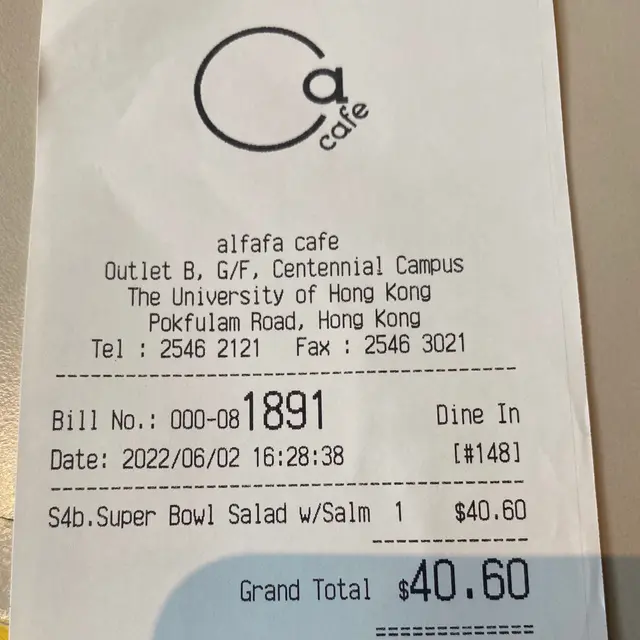 a
cafe
alfafa cafe
Outlet B, G/F, Centennial Campus
The University of Hong Kong
Pokfulam Road, Hong Kong
Tel : 2546 2121 Fax : 2546 3021
Bill No.: 000-081891 Dine In
Date: 2022/06/02 16:28:38 [#148]
S4b.Super Bowl Salad w/Salm 1 $40.60
Grand Total $40.60